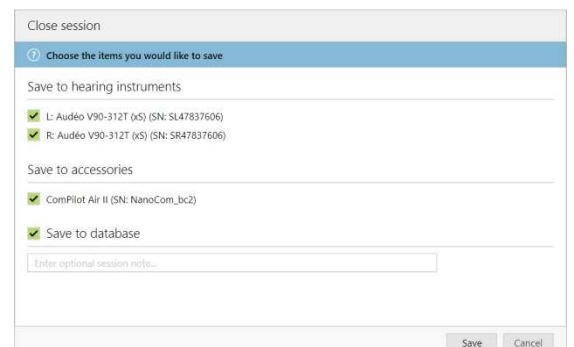 Close session
Choose the items you would like to save
Save to hearing instruments
L: Audéo V90-312T (xS) (SN: SL47837606)
R: Audéo V90-312T (xS) (SN: SR47837606)
Save to accessories
ComPilot Air II (SN: NanoCom_bc2)
Save to database
Enter optional session note...
Save Cancel